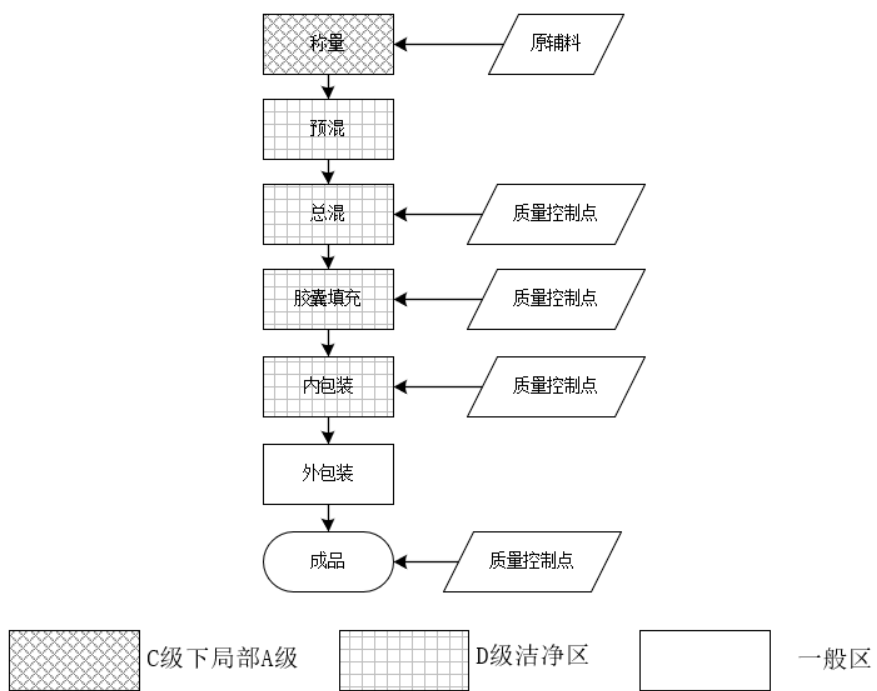 称量
原辅料
预混
总混
质量控制点
胶囊填充
质量控制点
内包装
质量控制点
外包装
成品
质量控制点
C级下局部A级
D级洁净区
一般区